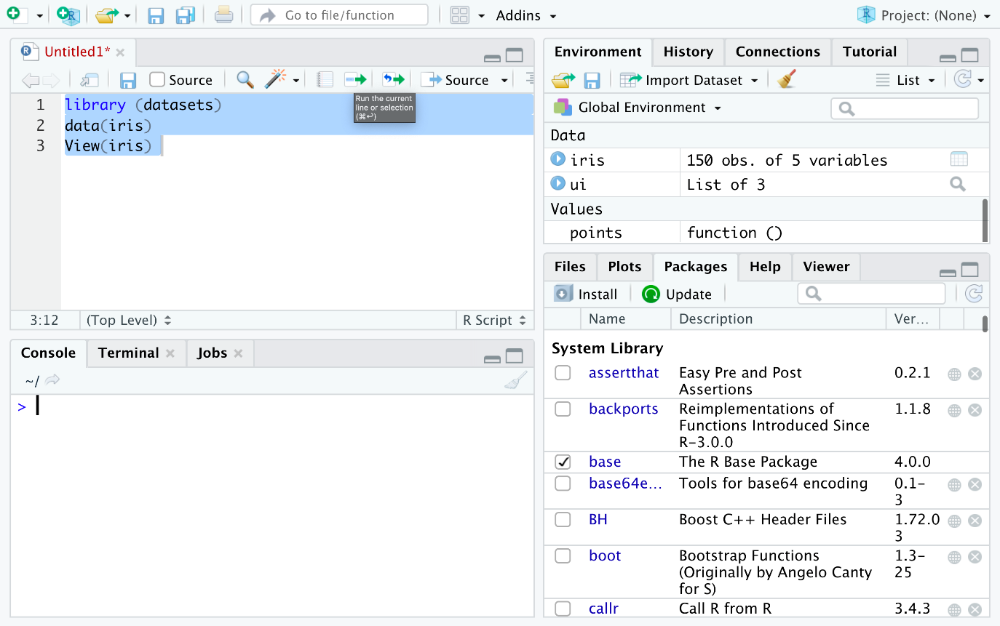 Go to file/function
Addins
Project: (None)
Untitled1*
Source
Source
1 library (datasets)
2 data(iris)
3 View(iris)
Run the current
line or selection
(⌘↩)
3:12
(Top Level)
R Script
Console
Terminal
Jobs
~/
>
Environment
History
Connections
Tutorial
Import Dataset
List
Global Environment
Data
iris 150 obs. of 5 variables
ui List of 3
Values
points function ()
Files
Plots
Packages
Help
Viewer
Install
Update
Name Description Ver...
System Library
assertthat Easy Pre and Post 0.2.1
Assertions
backports Reimplementations of 1.1.8
Functions Introduced Since
R-3.0.0
base The R Base Package 4.0.0
base64e... Tools for base64 encoding 0.1-
3
BH Boost C++ Header Files 1.72.0
3
boot Bootstrap Functions 1.3-
(Originally by Angelo Canty 25
for S)
callr Call R from R 3.4.3